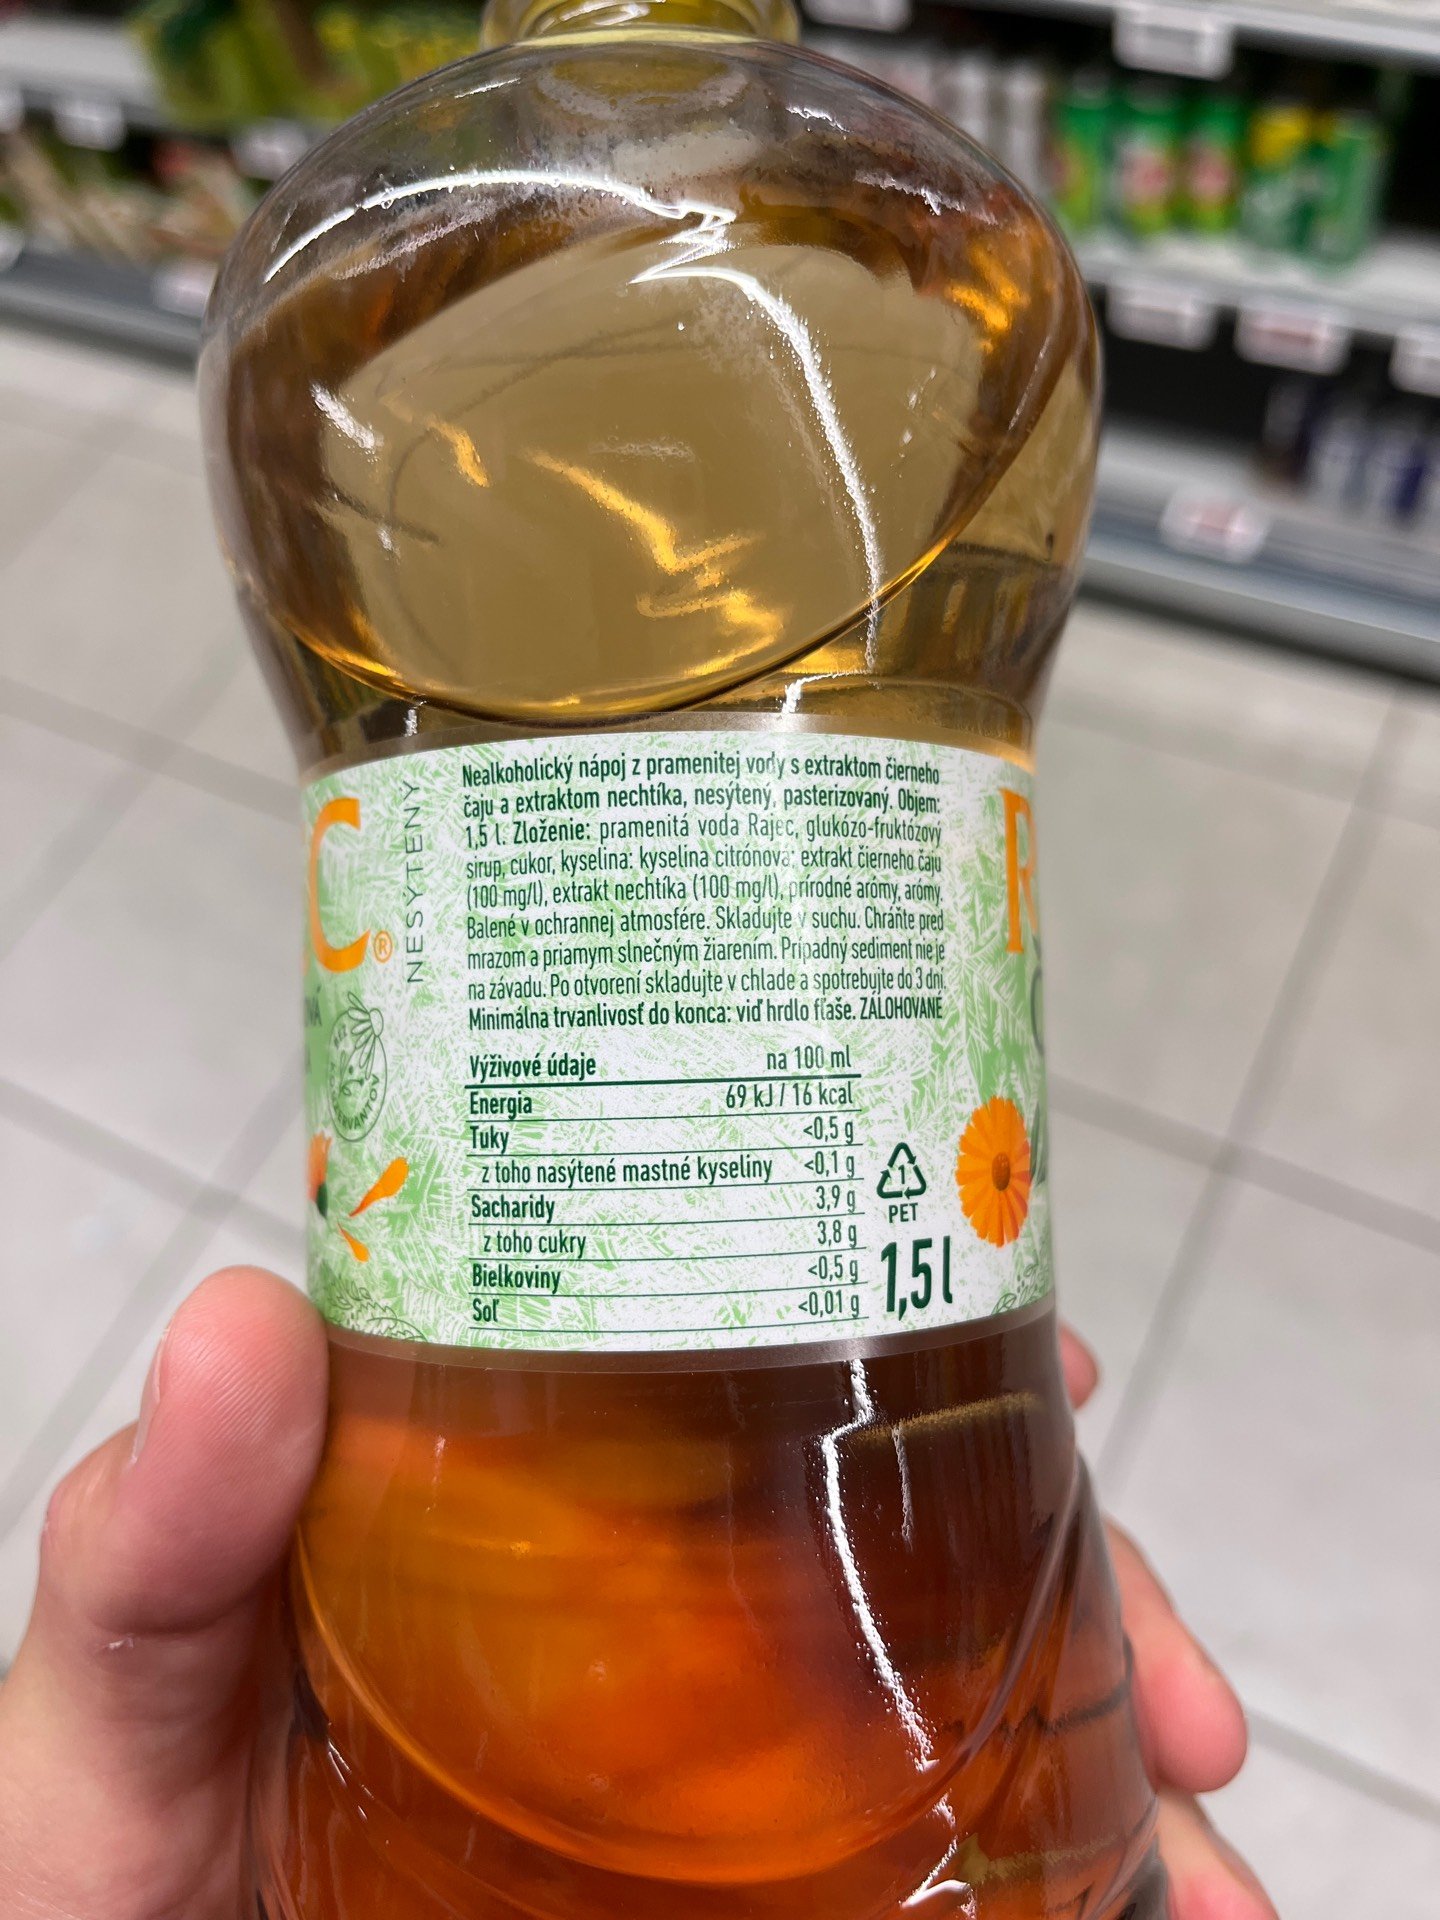 Nealkoholický nápoj z pramenitej vody s extraktom čierneho
čaju a extraktom nechtíka, nesýtený, pasterizovaný. Objem:
1,5 l. Zloženie: pramenitá voda Rajec, glukózo-fruktózový
sirup, cukor, kyselina: kyselina citrónová; extrakt čierneho čaju
(100 mg/l), extrakt nechtíka (100 mg/l), prírodné arómy, arómy.
Balené v ochrannej atmosfére. Skladujte v suchu. Chráňte pred
mrazom a priamym slnečným žiarením. Prípadný sediment nie je
na závadu. Po otvorení skladujte v chlade a spotrebujte do 3 dní.
Minimálna trvanlivosť do konca: viď hrdlo fľaše. ZÁLOHOVANÉ
Výživové údaje na 100 ml
Energia 69 kJ / 16 kcal
Tuky <0,5 g
z toho nasýtené mastné kyseliny <0,1 g
Sacharidy 3,9 g
z toho cukry 3,8 g
Bielkoviny <0,5 g
Soľ <0,01 g
1
PET
1,5 l
NESÝTENÝ
C®
R